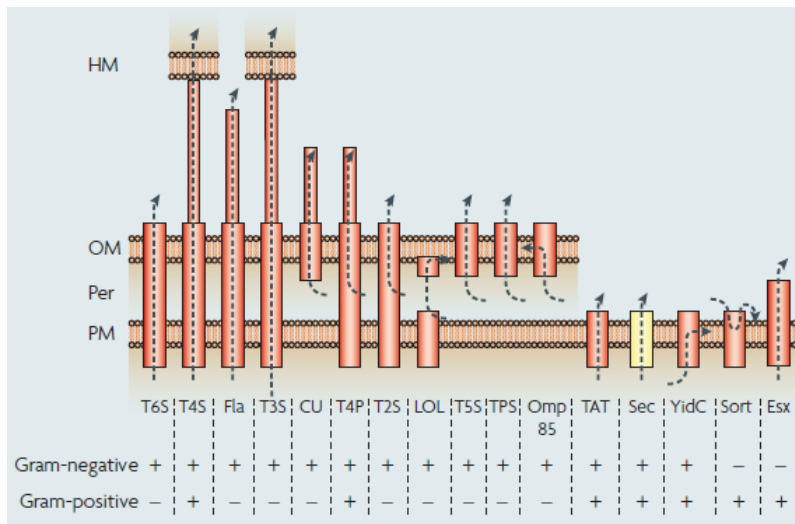 HM
OM
Per
PM
T6S T4S Fla T3S CU T4P T2S LOL T5S TPS Omp 85 TAT Sec YidC Sort Esx
Gram-negative + + + + + + + + + + + + + + – –
Gram-positive – + – – – + – – – – – + + + + +